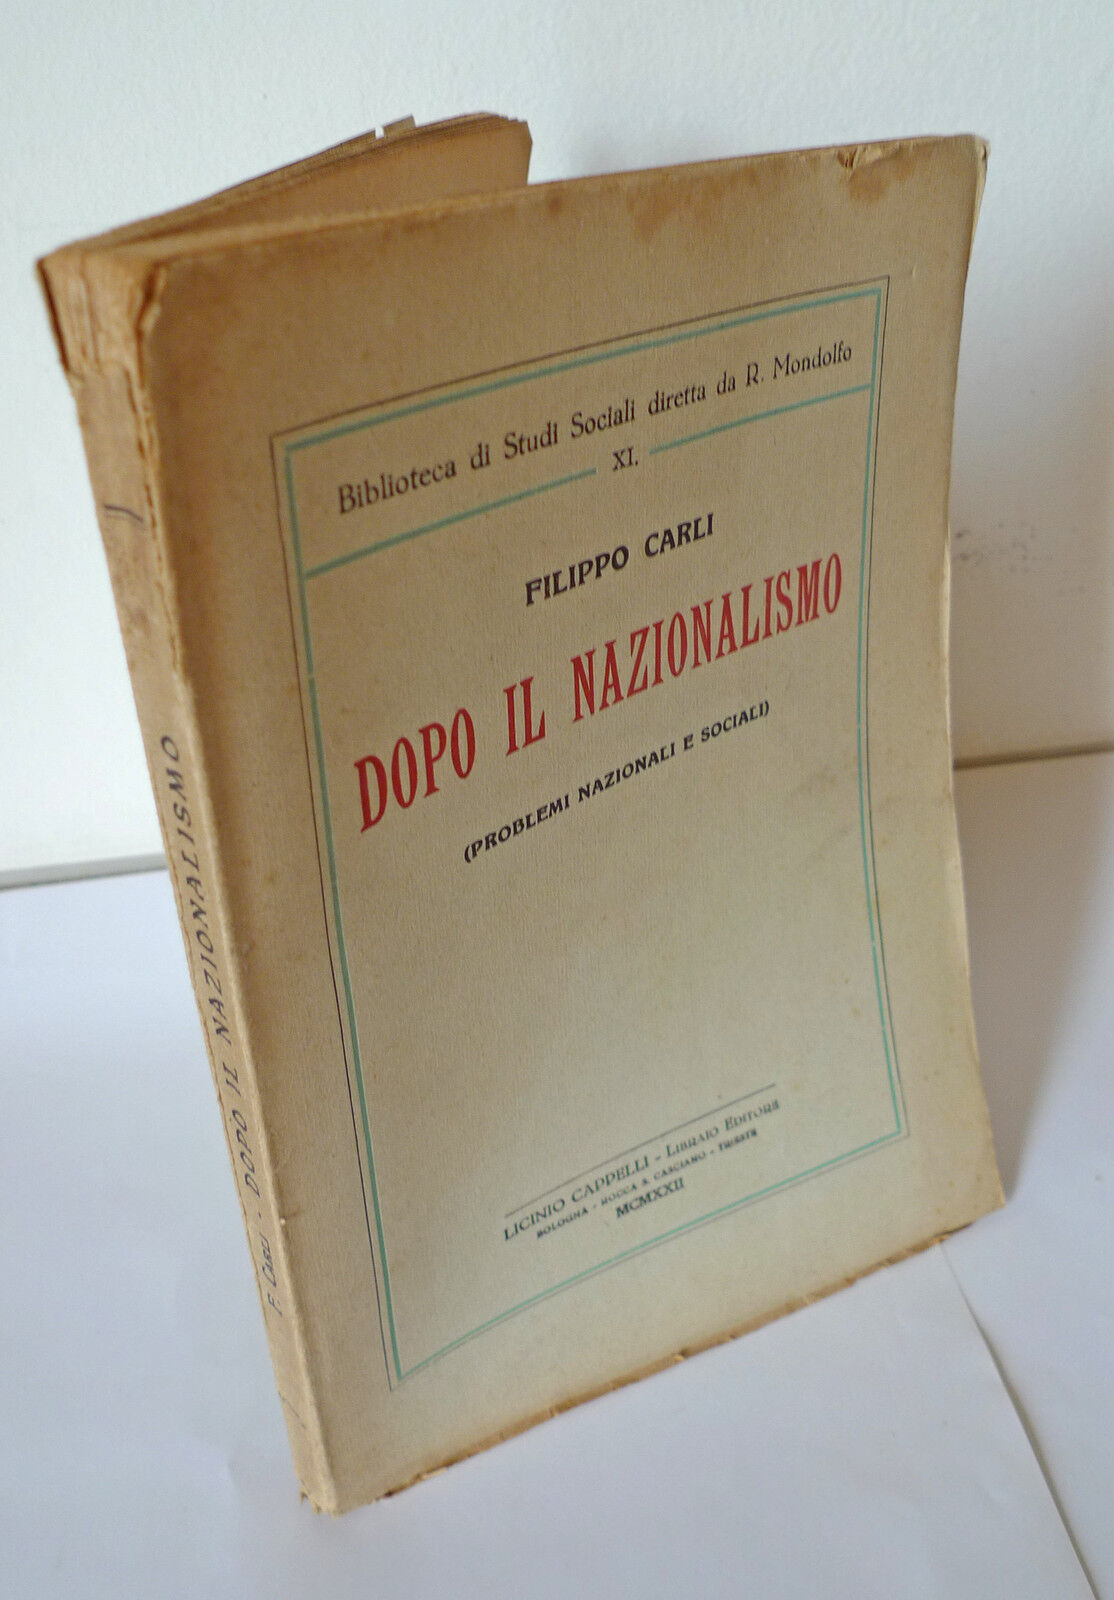 Biblioteca di Studi Sociali diretta da R. Mondolfo
XI.
FILIPPO CARLI
DOPO IL NAZIONALISMO
(PROBLEMI NAZIONALI E SOCIALI)
LICINIO CAPPELLI - LIBRAIO EDITORE
BOLOGNA - ROCCA S. CASCIANO - TRIESTE
MCMXXII
F. CARLI - DOPO IL NAZIONALISMO